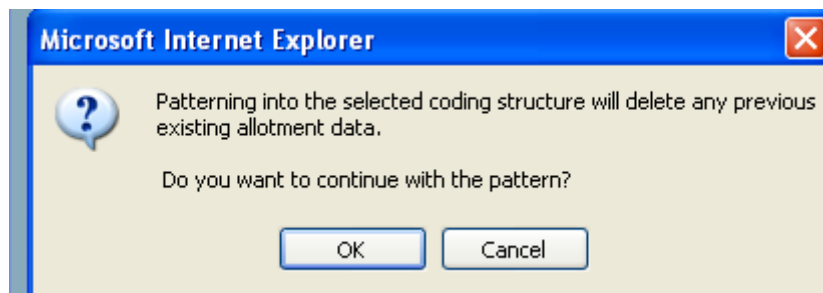 Microsoft Internet Explorer
Patterning into the selected coding structure will delete any previous
existing allotment data.
Do you want to continue with the pattern?
OK Cancel